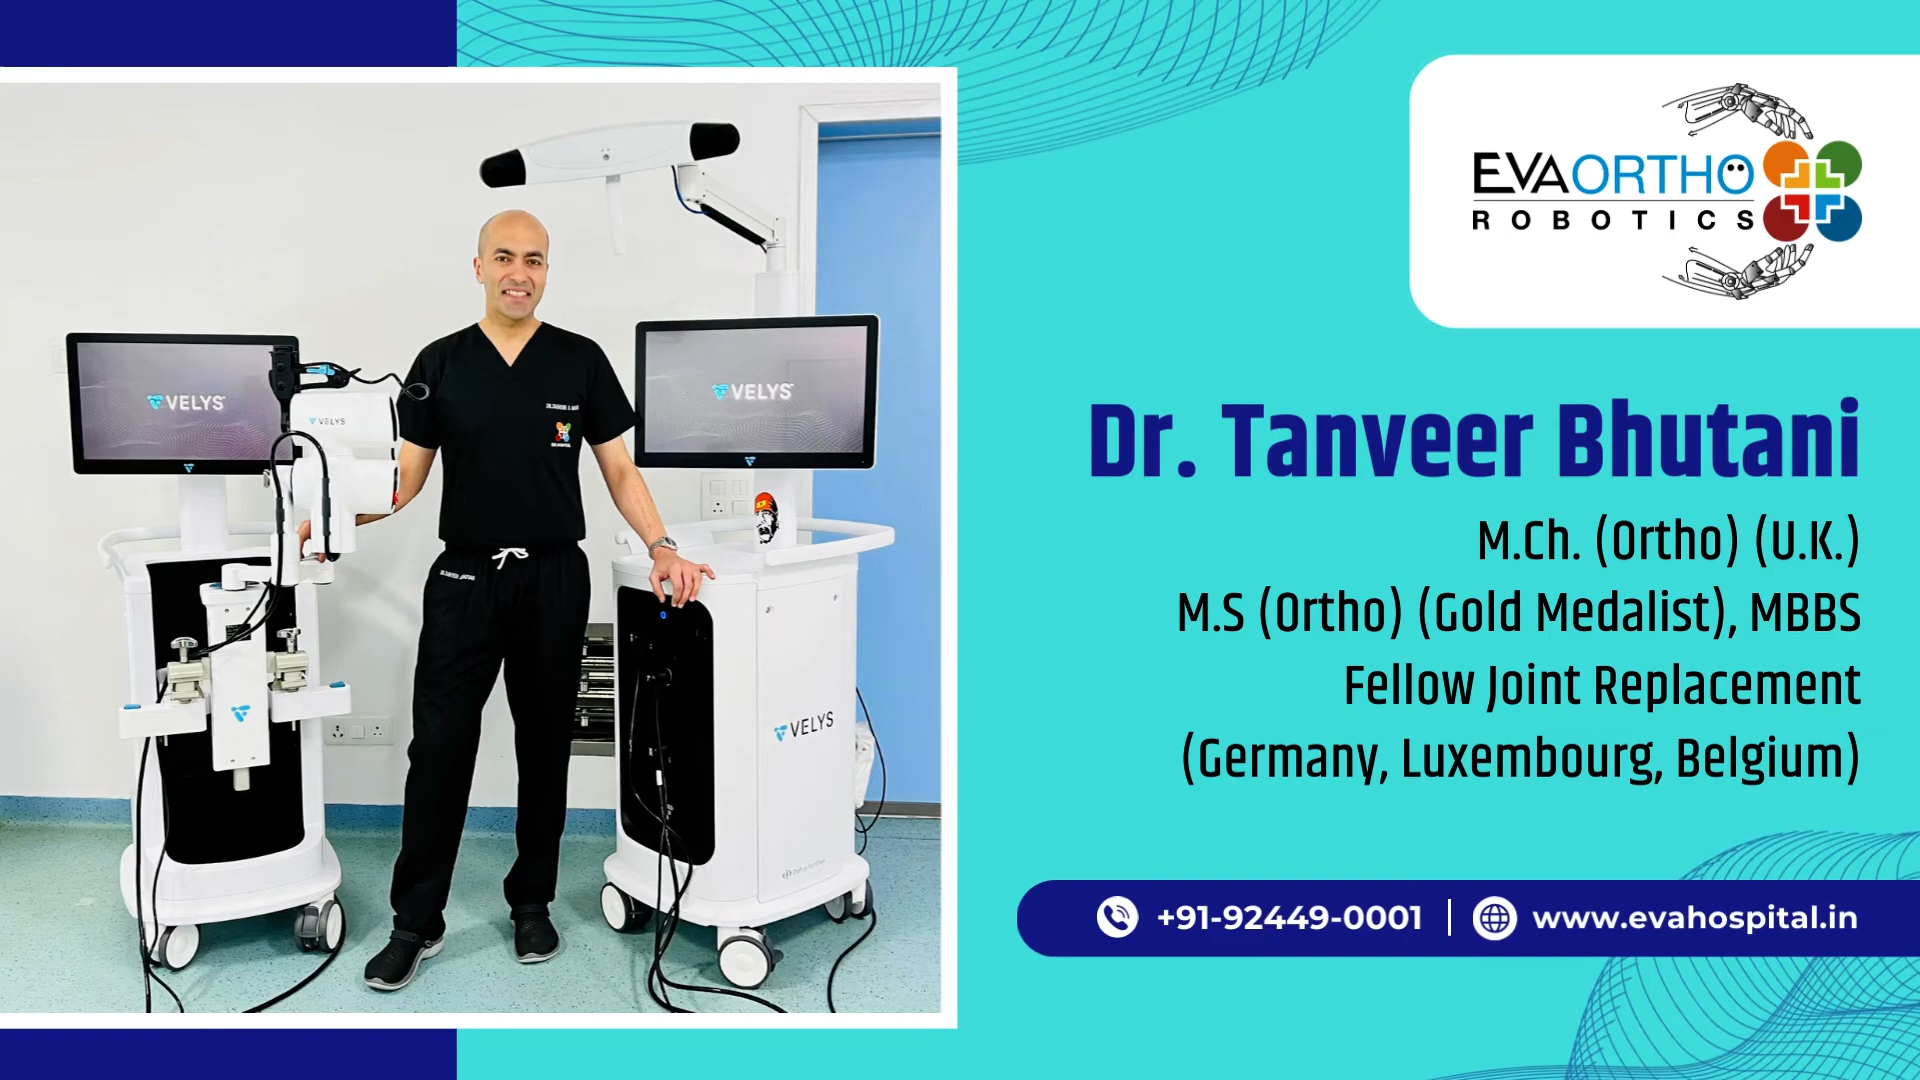 EVAORTHO
ROBOTICS
VELYS
VELYS
VELYS
VELYS
Dr. Tanveer Bhutani
M.Ch. (Ortho) (U.K.)
M.S (Ortho) (Gold Medalist), MBBS
Fellow Joint Replacement
(Germany, Luxembourg, Belgium)
+91-92449-0001 | www.evahospital.in